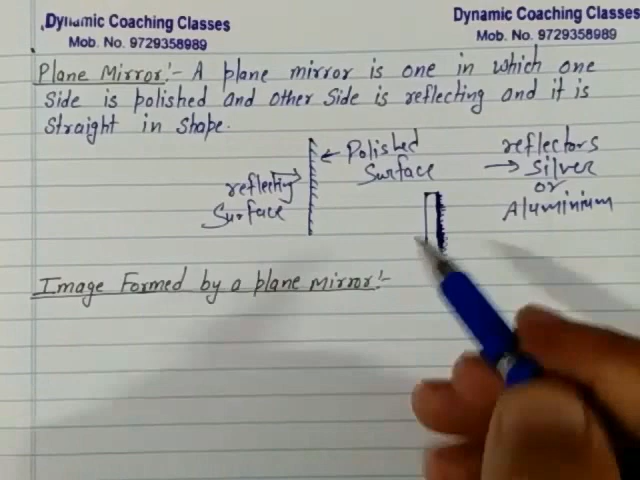 Dynamic Coaching Classes
Mob. No. 9729358989
Dynamic Coaching Classes
Mob. No. 9729358989
Plane Mirror:- A plane mirror is one in which one
Side is polished and other Side is reflecting and it is
Straight in Shape.
reflecting
Surface
← Polished
Surface
reflectors
→ Silver
or
Aluminium
Image Formed by a plane mirror:-